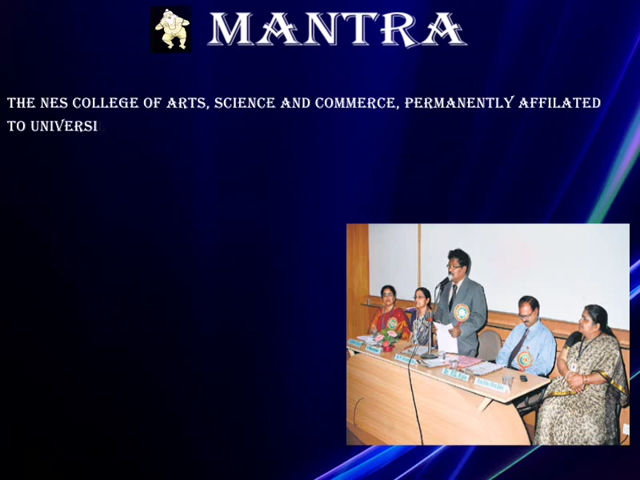 MANTRA
THE NES COLLEGE OF ARTS, SCIENCE AND COMMERCE, PERMANENTLY AFFILATED
TO UNIVERSI